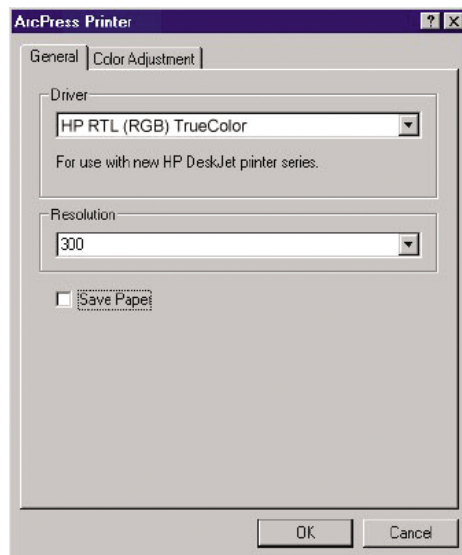 ArcPress Printer
General
Color Adjustment
Driver
HP RTL (RGB) TrueColor
For use with new HP DeskJet printer series.
Resolution
300
Save Paper
OK
Cancel